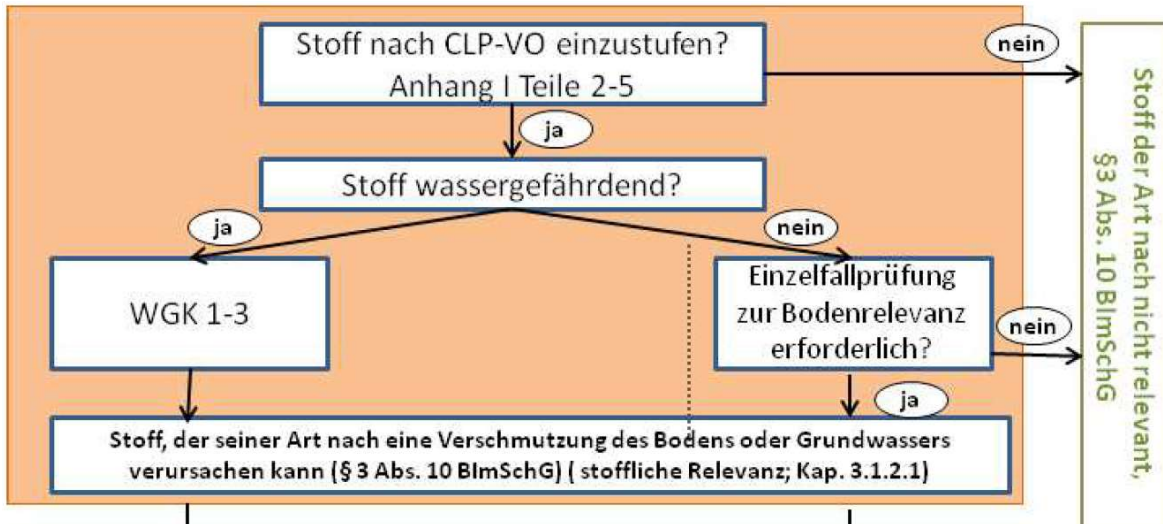 Stoff nach CLP-VO einzustufen?
Anhang I Teile 2-5
nein
ja
Stoff wassergefährdend?
ja
nein
WGK 1-3
Einzelfallprüfung
zur Bodenrelevanz
erforderlich?
nein
ja
Stoff, der seiner Art nach eine Verschmutzung des Bodens oder Grundwassers
verursachen kann (§ 3 Abs. 10 BImSchG) ( stoffliche Relevanz; Kap. 3.1.2.1)
Stoff der Art nach nicht relevant,
§3 Abs. 10 BImSchG